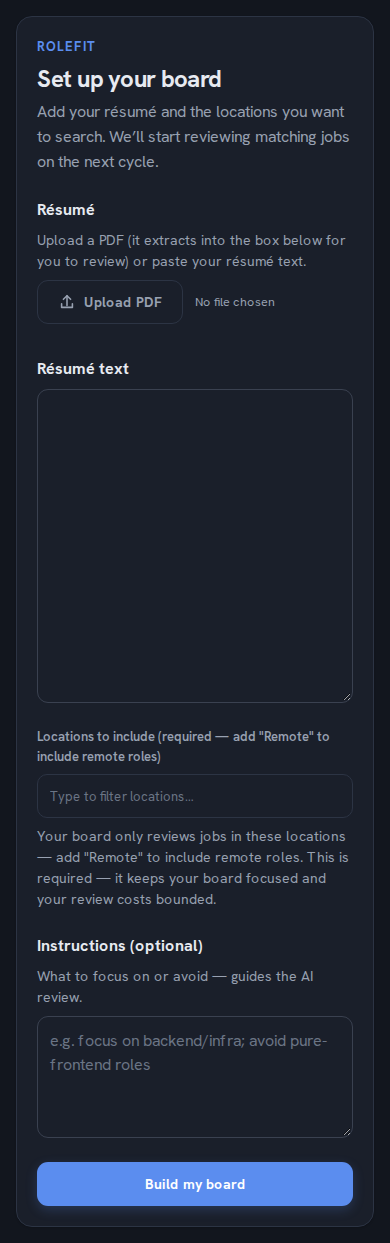 ROLEFIT
Set up your board
Add your résumé and the locations you want
to search. We’ll start reviewing matching jobs
on the next cycle.
Résumé
Upload a PDF (it extracts into the box below for
you to review) or paste your résumé text.
Upload PDF
No file chosen
Résumé text
Locations to include (required — add "Remote" to
include remote roles)
Type to filter locations...
Your board only reviews jobs in these locations
— add "Remote" to include remote roles. This is
required — it keeps your board focused and
your review costs bounded.
Instructions (optional)
What to focus on or avoid — guides the AI
review.
e.g. focus on backend/infra; avoid pure-
frontend roles
Build my board